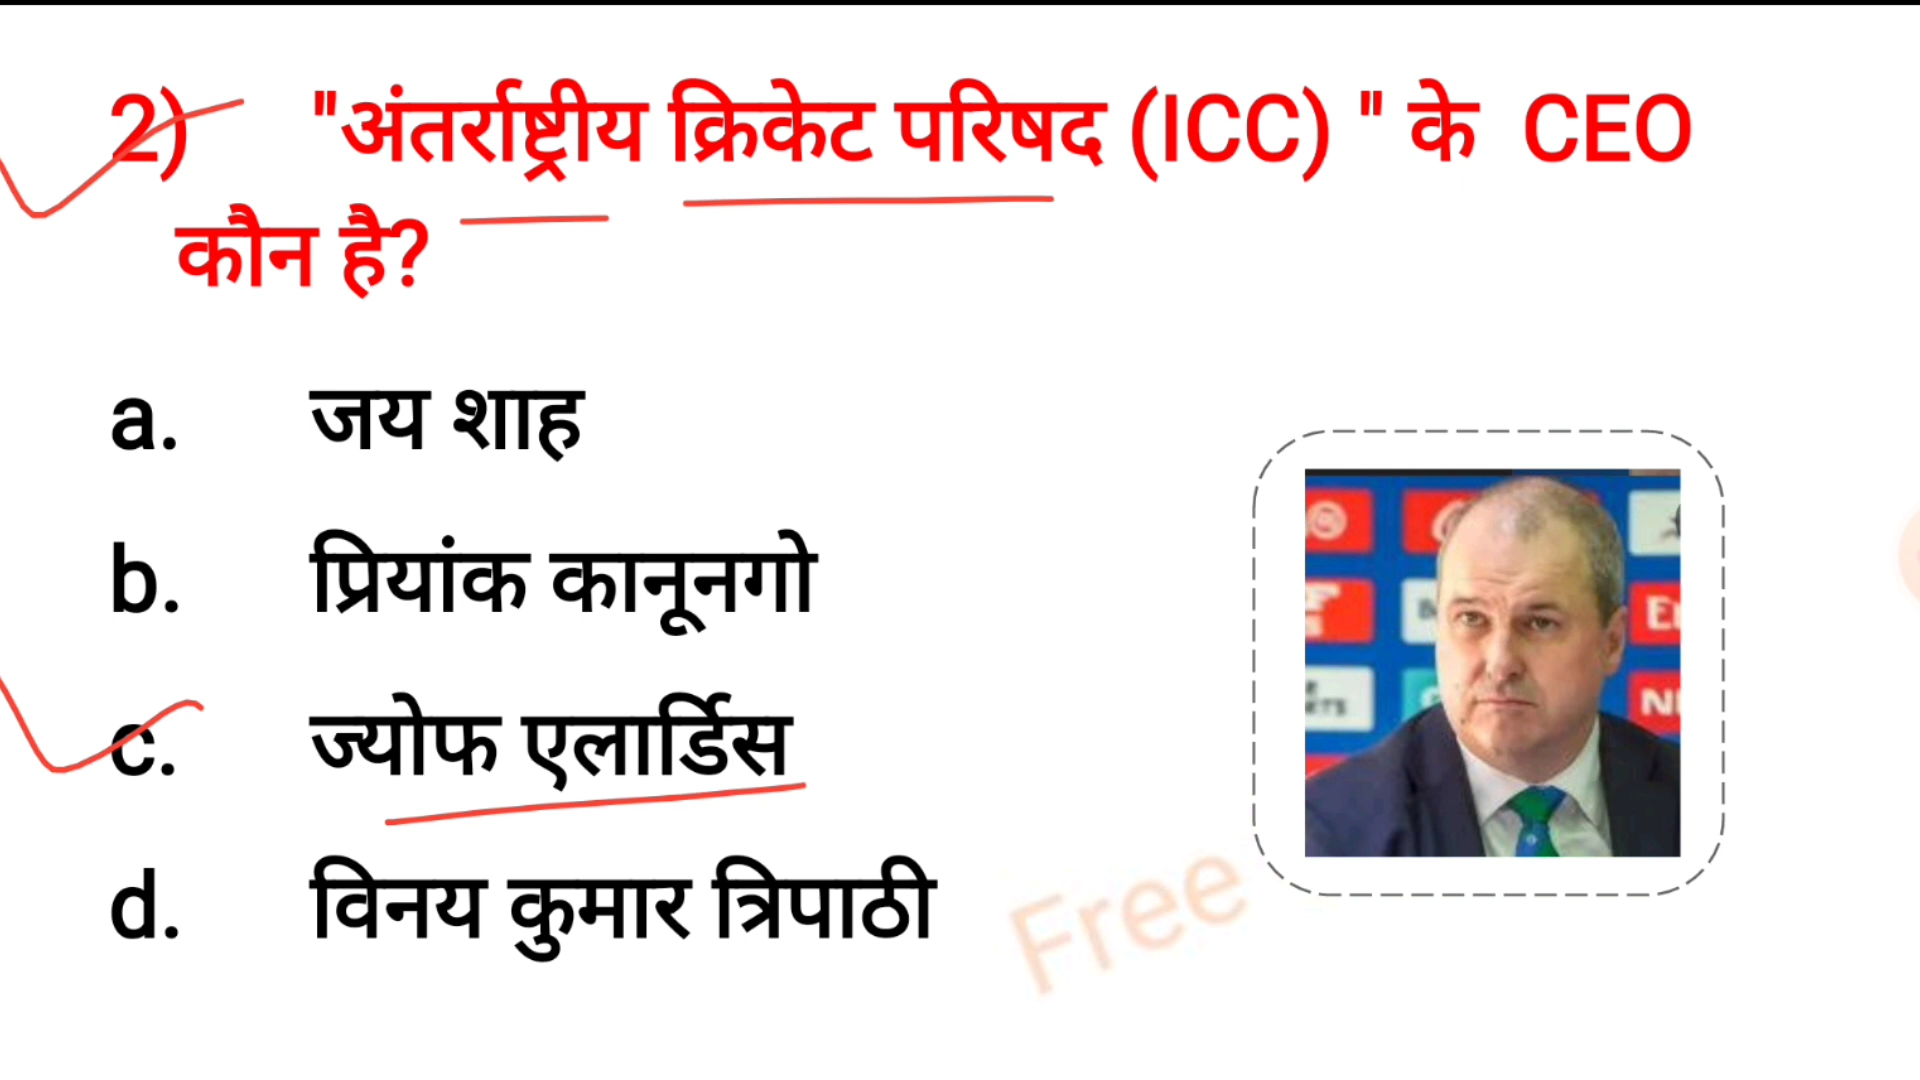 2) "अंतर्राष्ट्रीय क्रिकेट परिषद (ICC) " के CEO
कौन है?
a. जय शाह
b. प्रियांक कानूनगो
c. ज्योफ एलार्डिस
d. विनय कुमार त्रिपाठी
Free